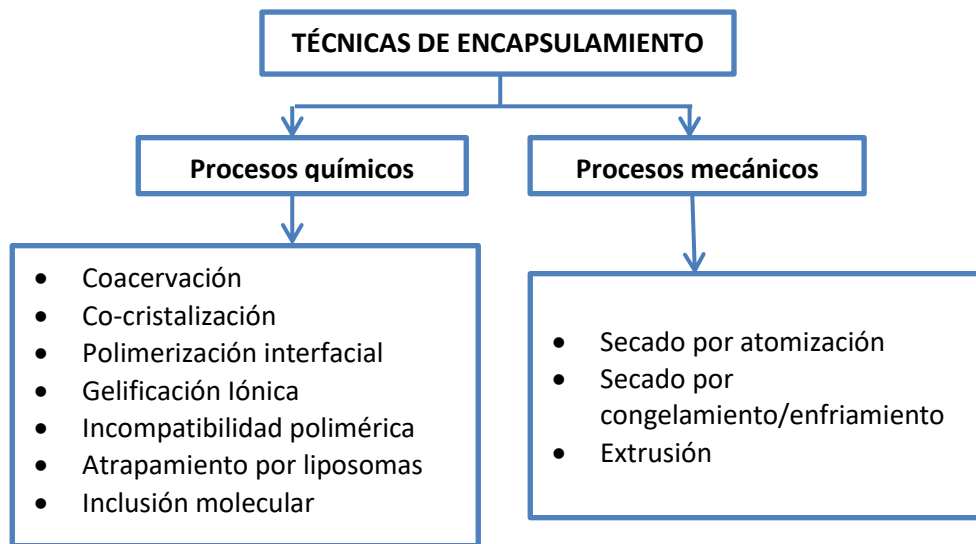 TÉCNICAS DE ENCAPSULAMIENTO
Procesos químicos
Procesos mecánicos
• Coacervación
• Co-cristalización
• Polimerización interfacial
• Gelificación Iónica
• Incompatibilidad polimérica
• Atrapamiento por liposomas
• Inclusión molecular
• Secado por atomización
• Secado por
congelamiento/enfriamiento
• Extrusión